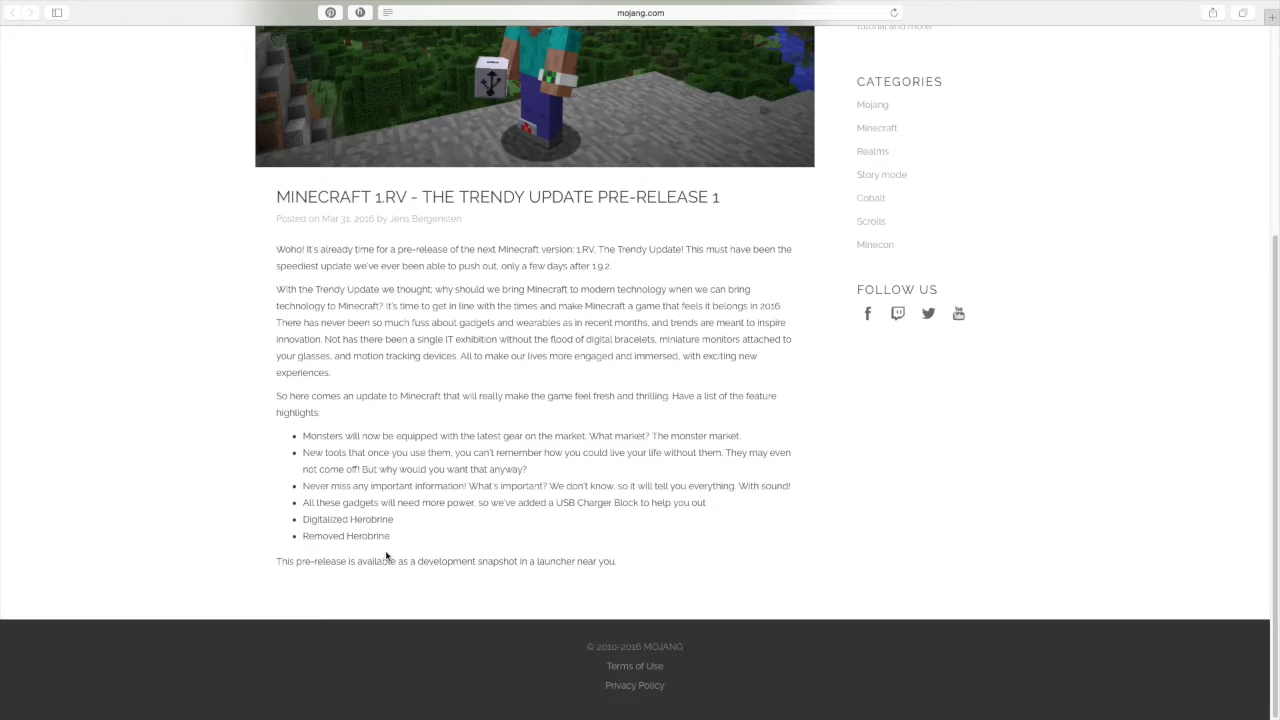 mojang.com
tutorial and more!
CATEGORIES
Mojang
Minecraft
Realms
Story mode
Cobalt
Scrolls
Minecon
FOLLOW US
You
Tube
MINECRAFT 1.RV - THE TRENDY UPDATE PRE-RELEASE 1
Posted on Mar 31, 2016 by Jens Bergensten
Woho! It's already time for a pre-release of the next Minecraft version: 1.RV, The Trendy Update! This must have been the
speediest update we've ever been able to push out, only a few days after 1.9.2.
With the Trendy Update we thought; why should we bring Minecraft to modern technology when we can bring
technology to Minecraft? It's time to get in line with the times and make Minecraft a game that feels it belongs in 2016.
There has never been so much fuss about gadgets and wearables as in recent months, and trends are meant to inspire
innovation. Not has there been a single IT exhibition without the flood of digital bracelets, miniature monitors attached to
your glasses, and motion tracking devices. All to make our lives more engaged and immersed, with exciting new
experiences.
So here comes an update to Minecraft that will really make the game feel fresh and thrilling. Have a list of the feature
highlights:
• Monsters will now be equipped with the latest gear on the market. What market? The monster market.
• New tools that once you use them, you can't remember how you could live your life without them. They may even
not come off! But why would you want that anyway?
• Never miss any important information! What's important? We don't know, so it will tell you everything. With sound!
• All these gadgets will need more power, so we've added a USB Charger Block to help you out
• Digitalized Herobrine
• Removed Herobrine
This pre-release is available as a development snapshot in a launcher near you.
© 2010-2016 MOJANG
Terms of Use
Privacy Policy